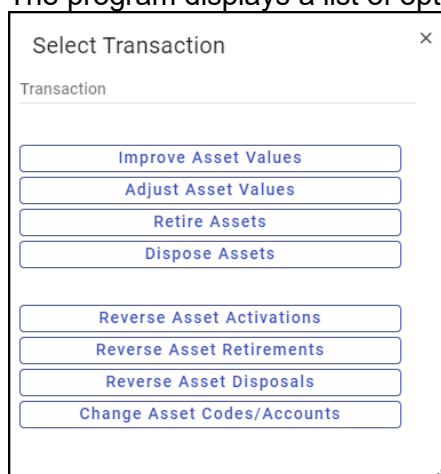 The program displays a list of opt
Select Transaction ×
Transaction
Improve Asset Values
Adjust Asset Values
Retire Assets
Dispose Assets
Reverse Asset Activations
Reverse Asset Retirements
Reverse Asset Disposals
Change Asset Codes/Accounts